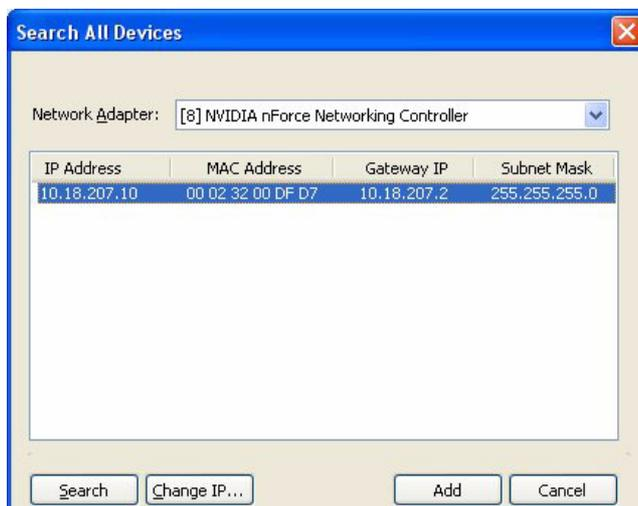 Search All Devices
Network Adapter: [8] NVIDIA nForce Networking Controller
IP Address MAC Address Gateway IP Subnet Mask
10.18.207.10 00 02 32 00 DF D7 10.18.207.2 255.255.255.0
Search Change IP... Add Cancel